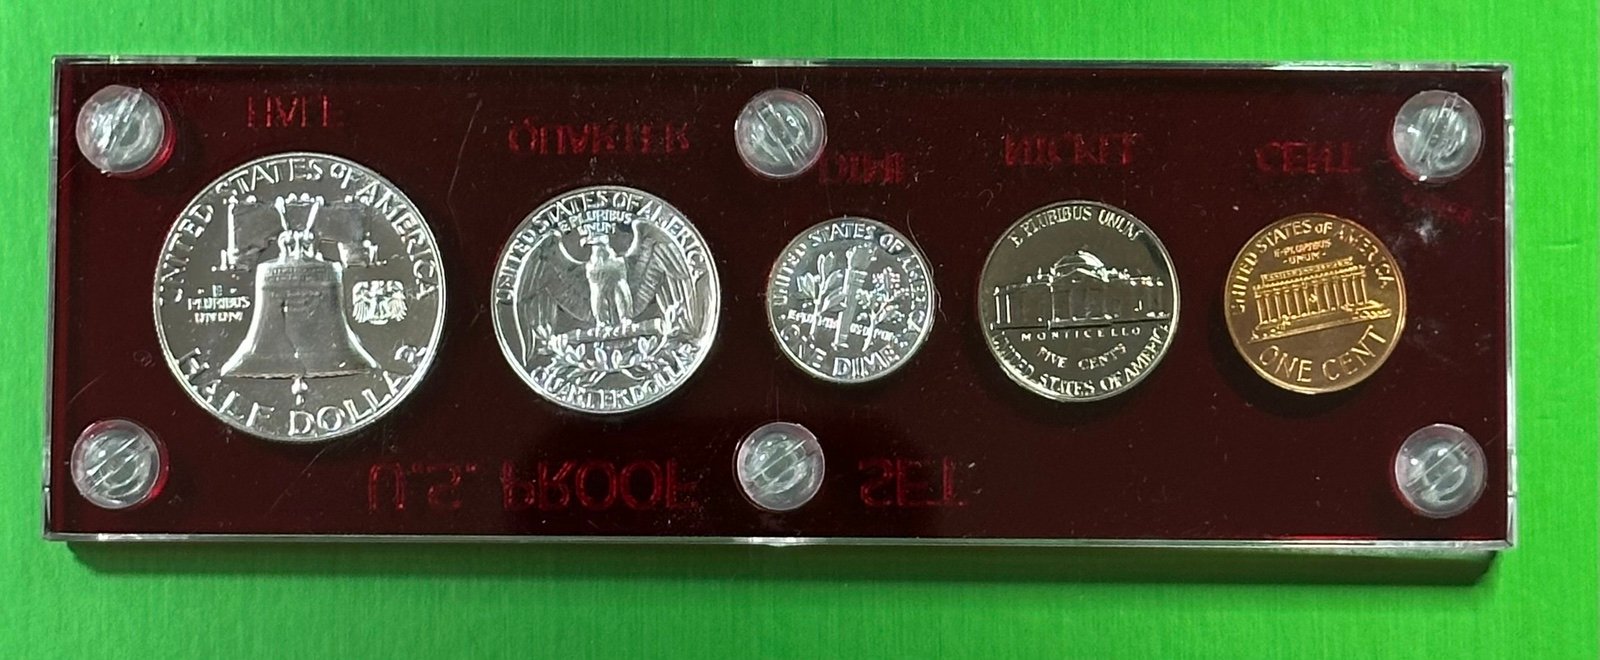 HALF
QUARTER
DIME
NICKEL
CENT
UNITED STATES OF AMERICA
E
PLURIBUS
UNUM
HALF DOLLAR
UNITED STATES OF AMERICA
E PLURIBUS
UNUM
QUARTER DOLLAR
UNITED STATES OF AMERICA
E PLURIBUS UNUM
ONE DIME
E PLURIBUS UNUM
MONTICELLO
FIVE CENTS
UNITED STATES OF AMERICA
UNITED STATES OF AMERICA
E·PLURIBUS
UNUM
ONE CENT
U.S. PROOF SET